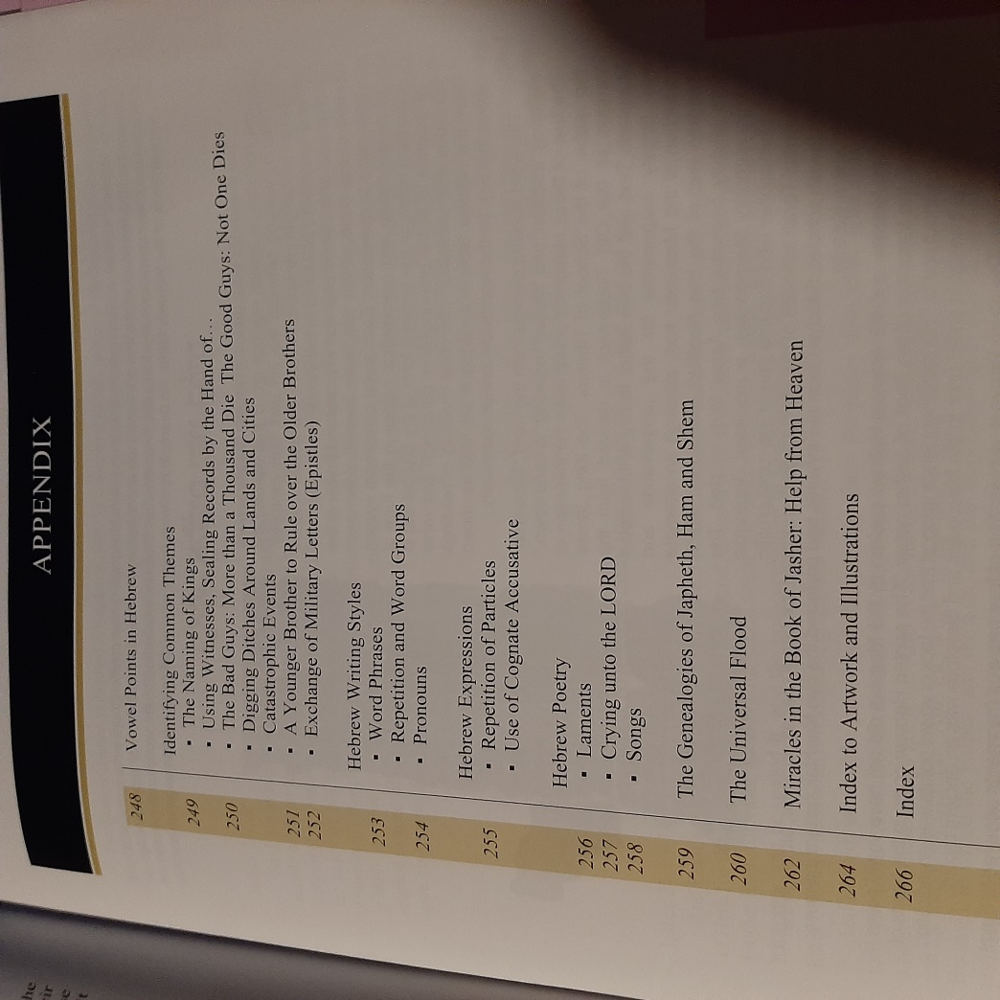 APPENDIX
248 Vowel Points in Hebrew
Identifying Common Themes
249 ▪ The Naming of Kings
▪ Using Witnesses, Sealing Records by the Hand of...
250 ▪ The Bad Guys: More than a Thousand Die The Good Guys: Not One Dies
▪ Digging Ditches Around Lands and Cities
▪ Catastrophic Events
251 ▪ A Younger Brother to Rule over the Older Brothers
252 ▪ Exchange of Military Letters (Epistles)
Hebrew Writing Styles
253 ▪ Word Phrases
▪ Repetition and Word Groups
254 ▪ Pronouns
Hebrew Expressions
255 ▪ Repetition of Particles
▪ Use of Cognate Accusative
Hebrew Poetry
256 ▪ Laments
257 ▪ Crying unto the LORD
258 ▪ Songs
259 The Genealogies of Japheth, Ham and Shem
260 The Universal Flood
262 Miracles in the Book of Jasher: Help from Heaven
264 Index to Artwork and Illustrations
266 Index